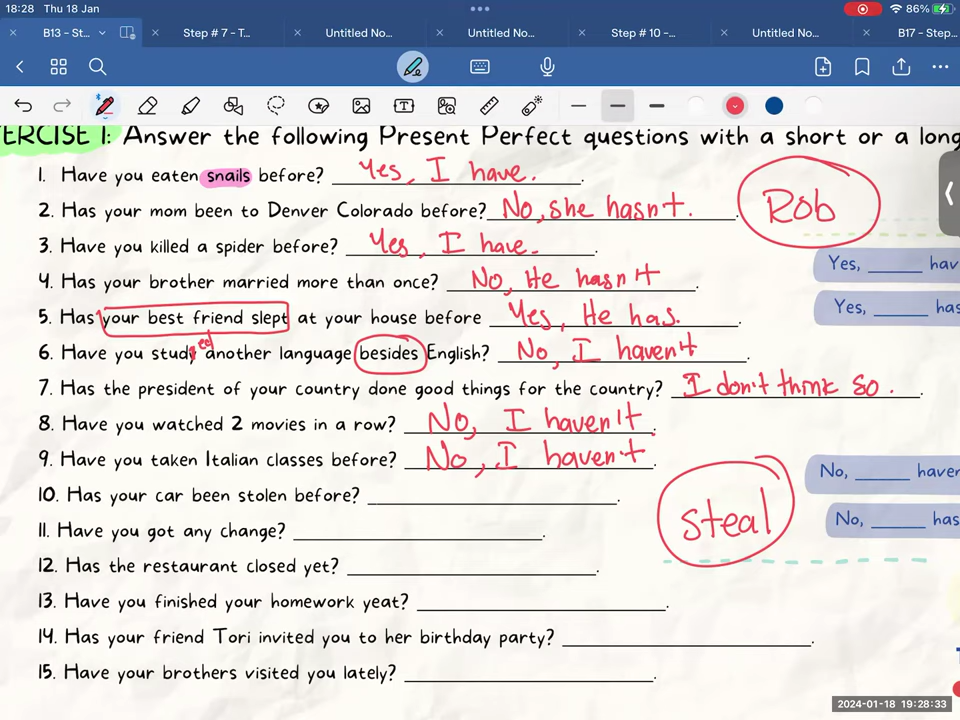 18:28 Thu 18 Jan
86%
B13 - St...
Step # 7 - T...
Untitled No...
Untitled No...
Step # 10 -...
Untitled No...
B17 - Step...
ERCISE 1: Answer the following Present Perfect questions with a short or a long
1. Have you eaten snails before? Yes, I have.
2. Has your mom been to Denver Colorado before? No, she hasn't.
Rob
3. Have you killed a spider before? Yes, I have.
Yes, ______ hav
4. Has your brother married more than once? No, He hasn't
Yes, ______ has
5. Has your best friend slept at your house before Yes, He has.
6. Have you studied another language besides English? No, I haven't
7. Has the president of your country done good things for the country? I don't think so.
8. Have you watched 2 movies in a row? No, I haven't
9. Have you taken Italian classes before? No, I haven't
No, ______ haven
10. Has your car been stolen before?
steal
No, ______ has
11. Have you got any change?
12. Has the restaurant closed yet?
13. Have you finished your homework yeat?
14. Has your friend Tori invited you to her birthday party?
15. Have your brothers visited you lately?
2024-01-18 19:28:33